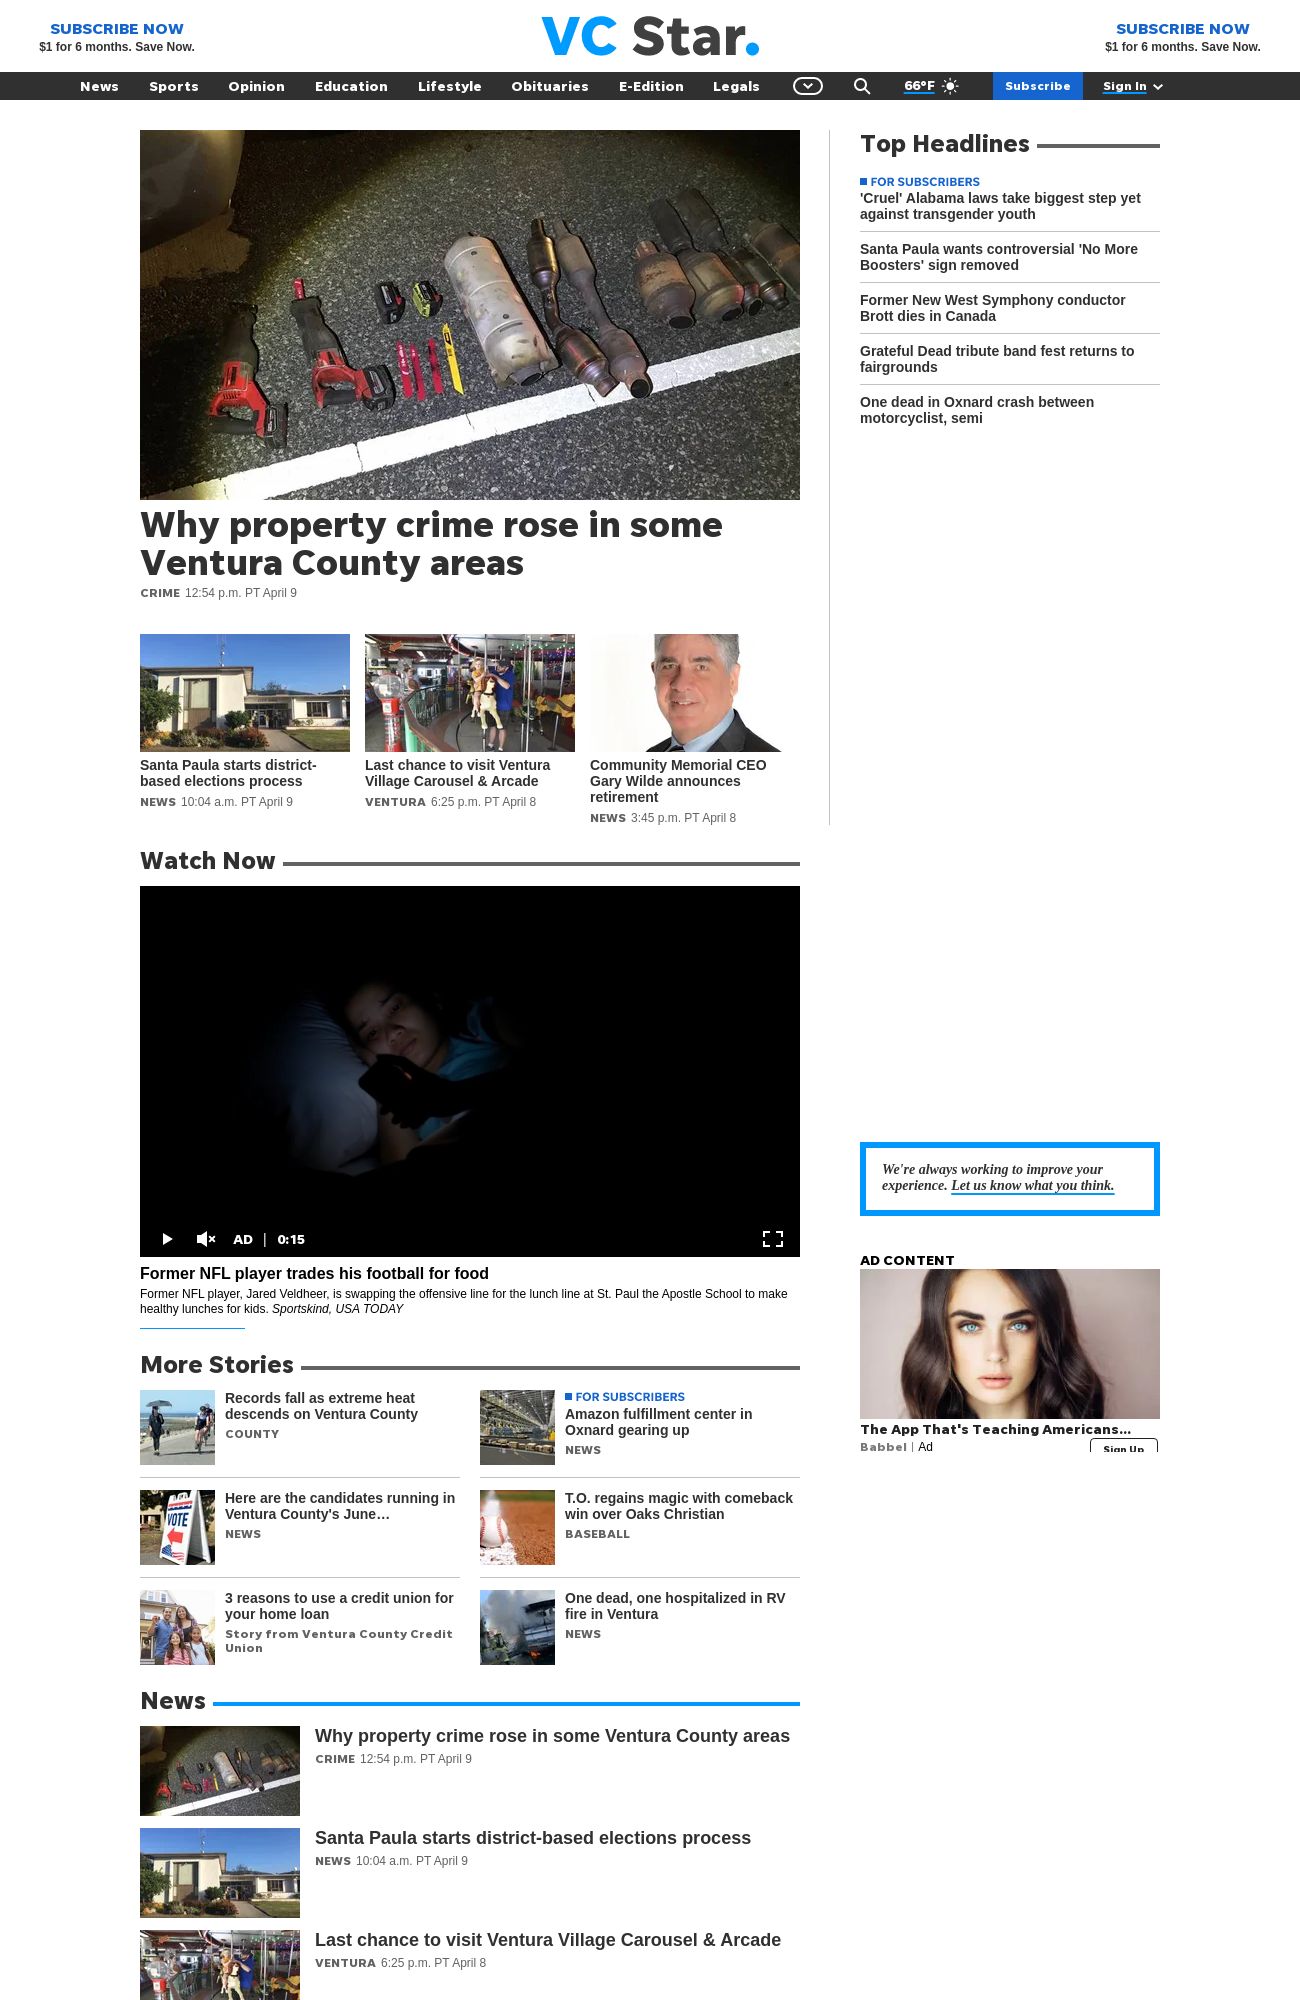 SUBSCRIBE NOW
$1 for 6 months. Save Now.
VC Star.
SUBSCRIBE NOW
$1 for 6 months. Save Now.
News Sports Opinion Education Lifestyle Obituaries E-Edition Legals 66°F Subscribe Sign In
Why property crime rose in some
Ventura County areas
CRIME 12:54 p.m. PT April 9
Santa Paula starts district-
based elections process
NEWS 10:04 a.m. PT April 9
Last chance to visit Ventura
Village Carousel & Arcade
VENTURA 6:25 p.m. PT April 8
Community Memorial CEO
Gary Wilde announces
retirement
NEWS 3:45 p.m. PT April 8
Top Headlines
FOR SUBSCRIBERS
'Cruel' Alabama laws take biggest step yet
against transgender youth
Santa Paula wants controversial 'No More
Boosters' sign removed
Former New West Symphony conductor
Brott dies in Canada
Grateful Dead tribute band fest returns to
fairgrounds
One dead in Oxnard crash between
motorcyclist, semi
Watch Now
AD | 0:15
Former NFL player trades his football for food
Former NFL player, Jared Veldheer, is swapping the offensive line for the lunch line at St. Paul the Apostle School to make
healthy lunches for kids. Sportskind, USA TODAY
We're always working to improve your
experience. Let us know what you think.
AD CONTENT
The App That's Teaching Americans...
Babbel | Ad
Sign Up
More Stories
Records fall as extreme heat
descends on Ventura County
COUNTY
FOR SUBSCRIBERS
Amazon fulfillment center in
Oxnard gearing up
NEWS
VOTE
Here are the candidates running in
Ventura County's June…
NEWS
T.O. regains magic with comeback
win over Oaks Christian
BASEBALL
3 reasons to use a credit union for
your home loan
Story from Ventura County Credit
Union
One dead, one hospitalized in RV
fire in Ventura
NEWS
News
Why property crime rose in some Ventura County areas
CRIME 12:54 p.m. PT April 9
Santa Paula starts district-based elections process
NEWS 10:04 a.m. PT April 9
Last chance to visit Ventura Village Carousel & Arcade
VENTURA 6:25 p.m. PT April 8